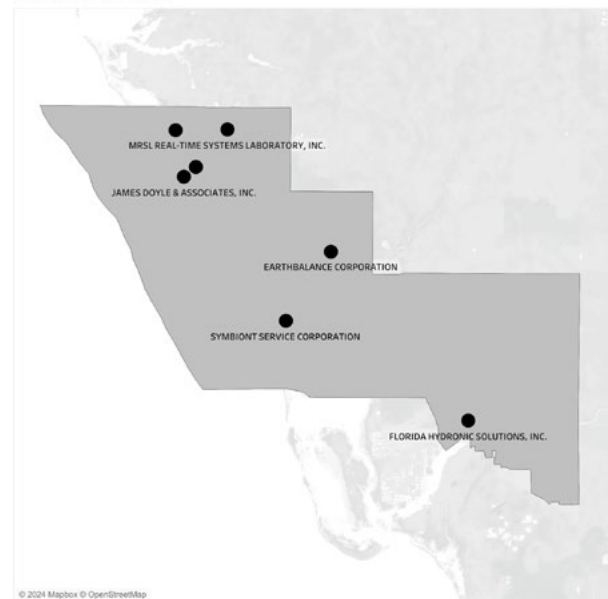 MRSL REAL-TIME SYSTEMS LABORATORY, INC.
JAMES DOYLE & ASSOCIATES, INC.
EARTHBALANCE CORPORATION
SYMBIONT SERVICE CORPORATION
FLORIDA HYDRONIC SOLUTIONS, INC.
© 2024 Mapbox © OpenStreetMap